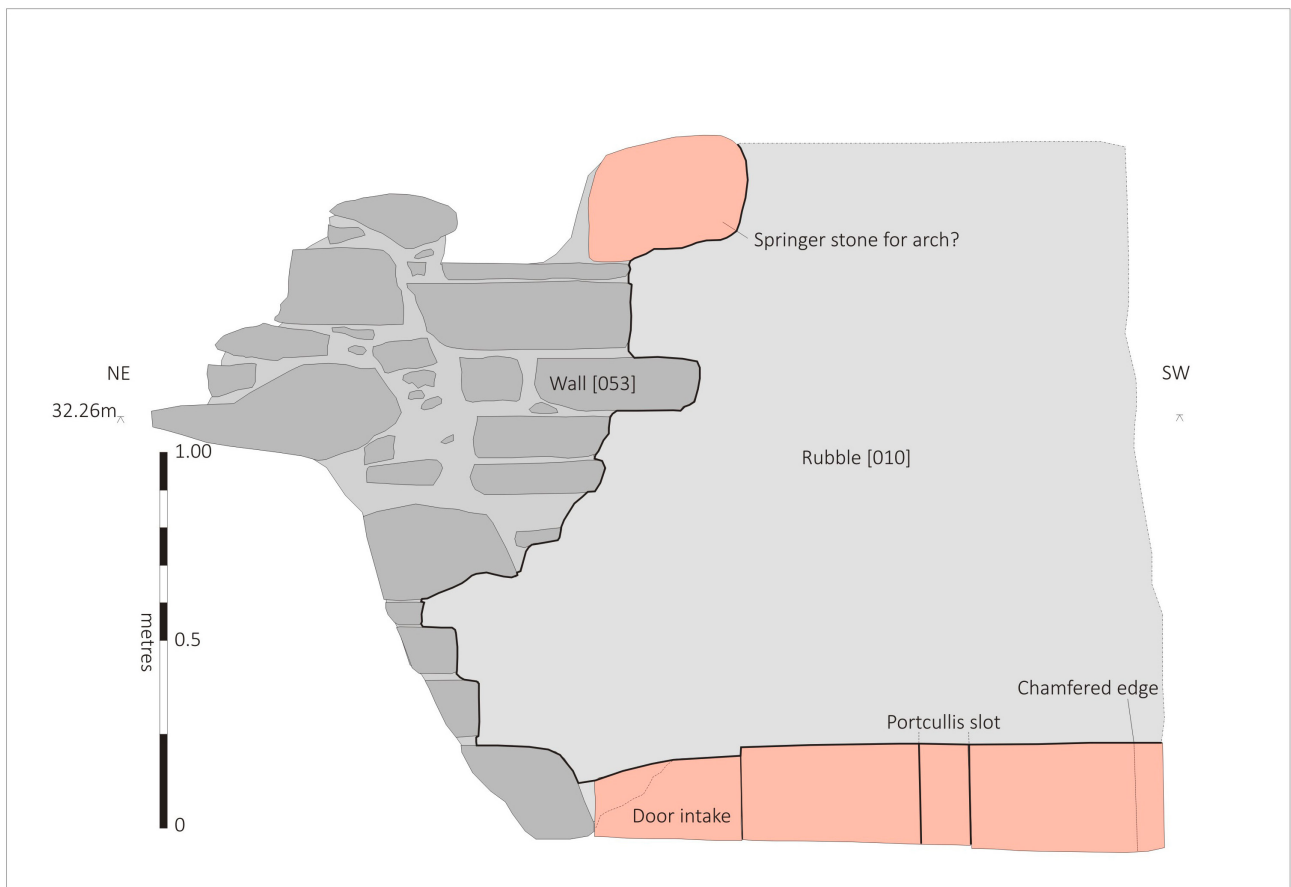 Springer stone for arch?
NE
Wall [053]
SW
32.26m
1.00
Rubble [010]
metres
0.5
Chamfered edge
Portcullis slot
Door intake
0